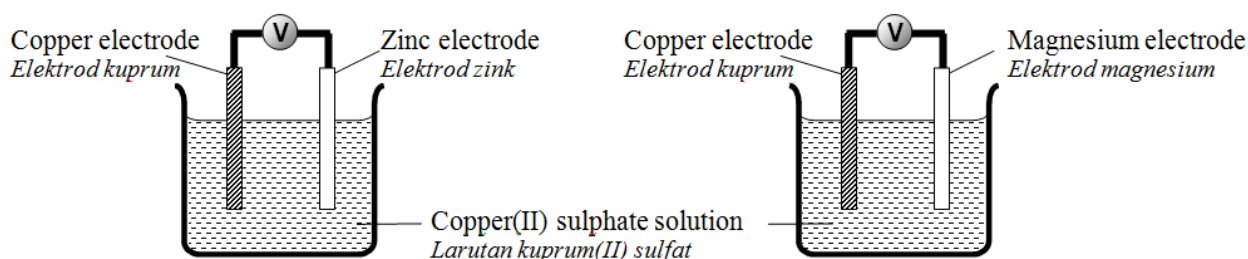 V
Copper electrode
Elektrod kuprum
Zinc electrode
Elektrod zink
V
Copper electrode
Elektrod kuprum
Magnesium electrode
Elektrod magnesium
Copper(II) sulphate solution
Larutan kuprum(II) sulfat